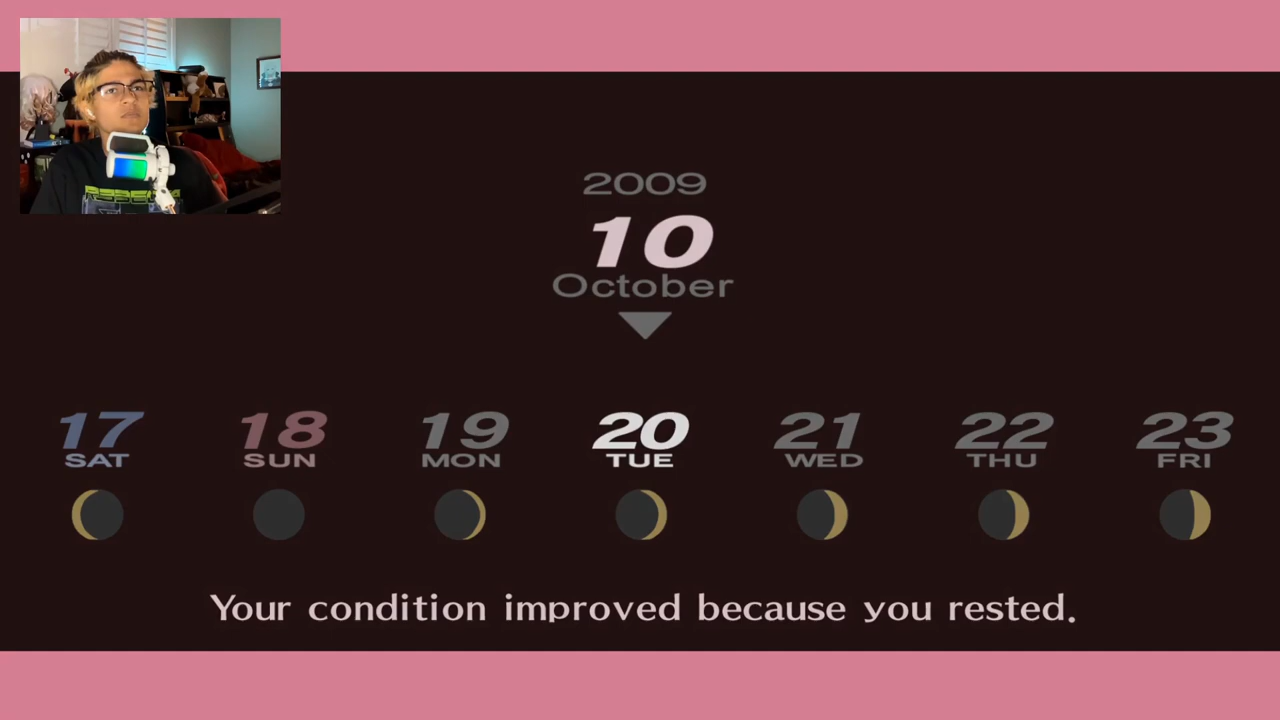 2009
10
October
17 18 19 20 21 22 23
SAT SUN MON TUE WED THU FRI
Your condition improved because you rested.